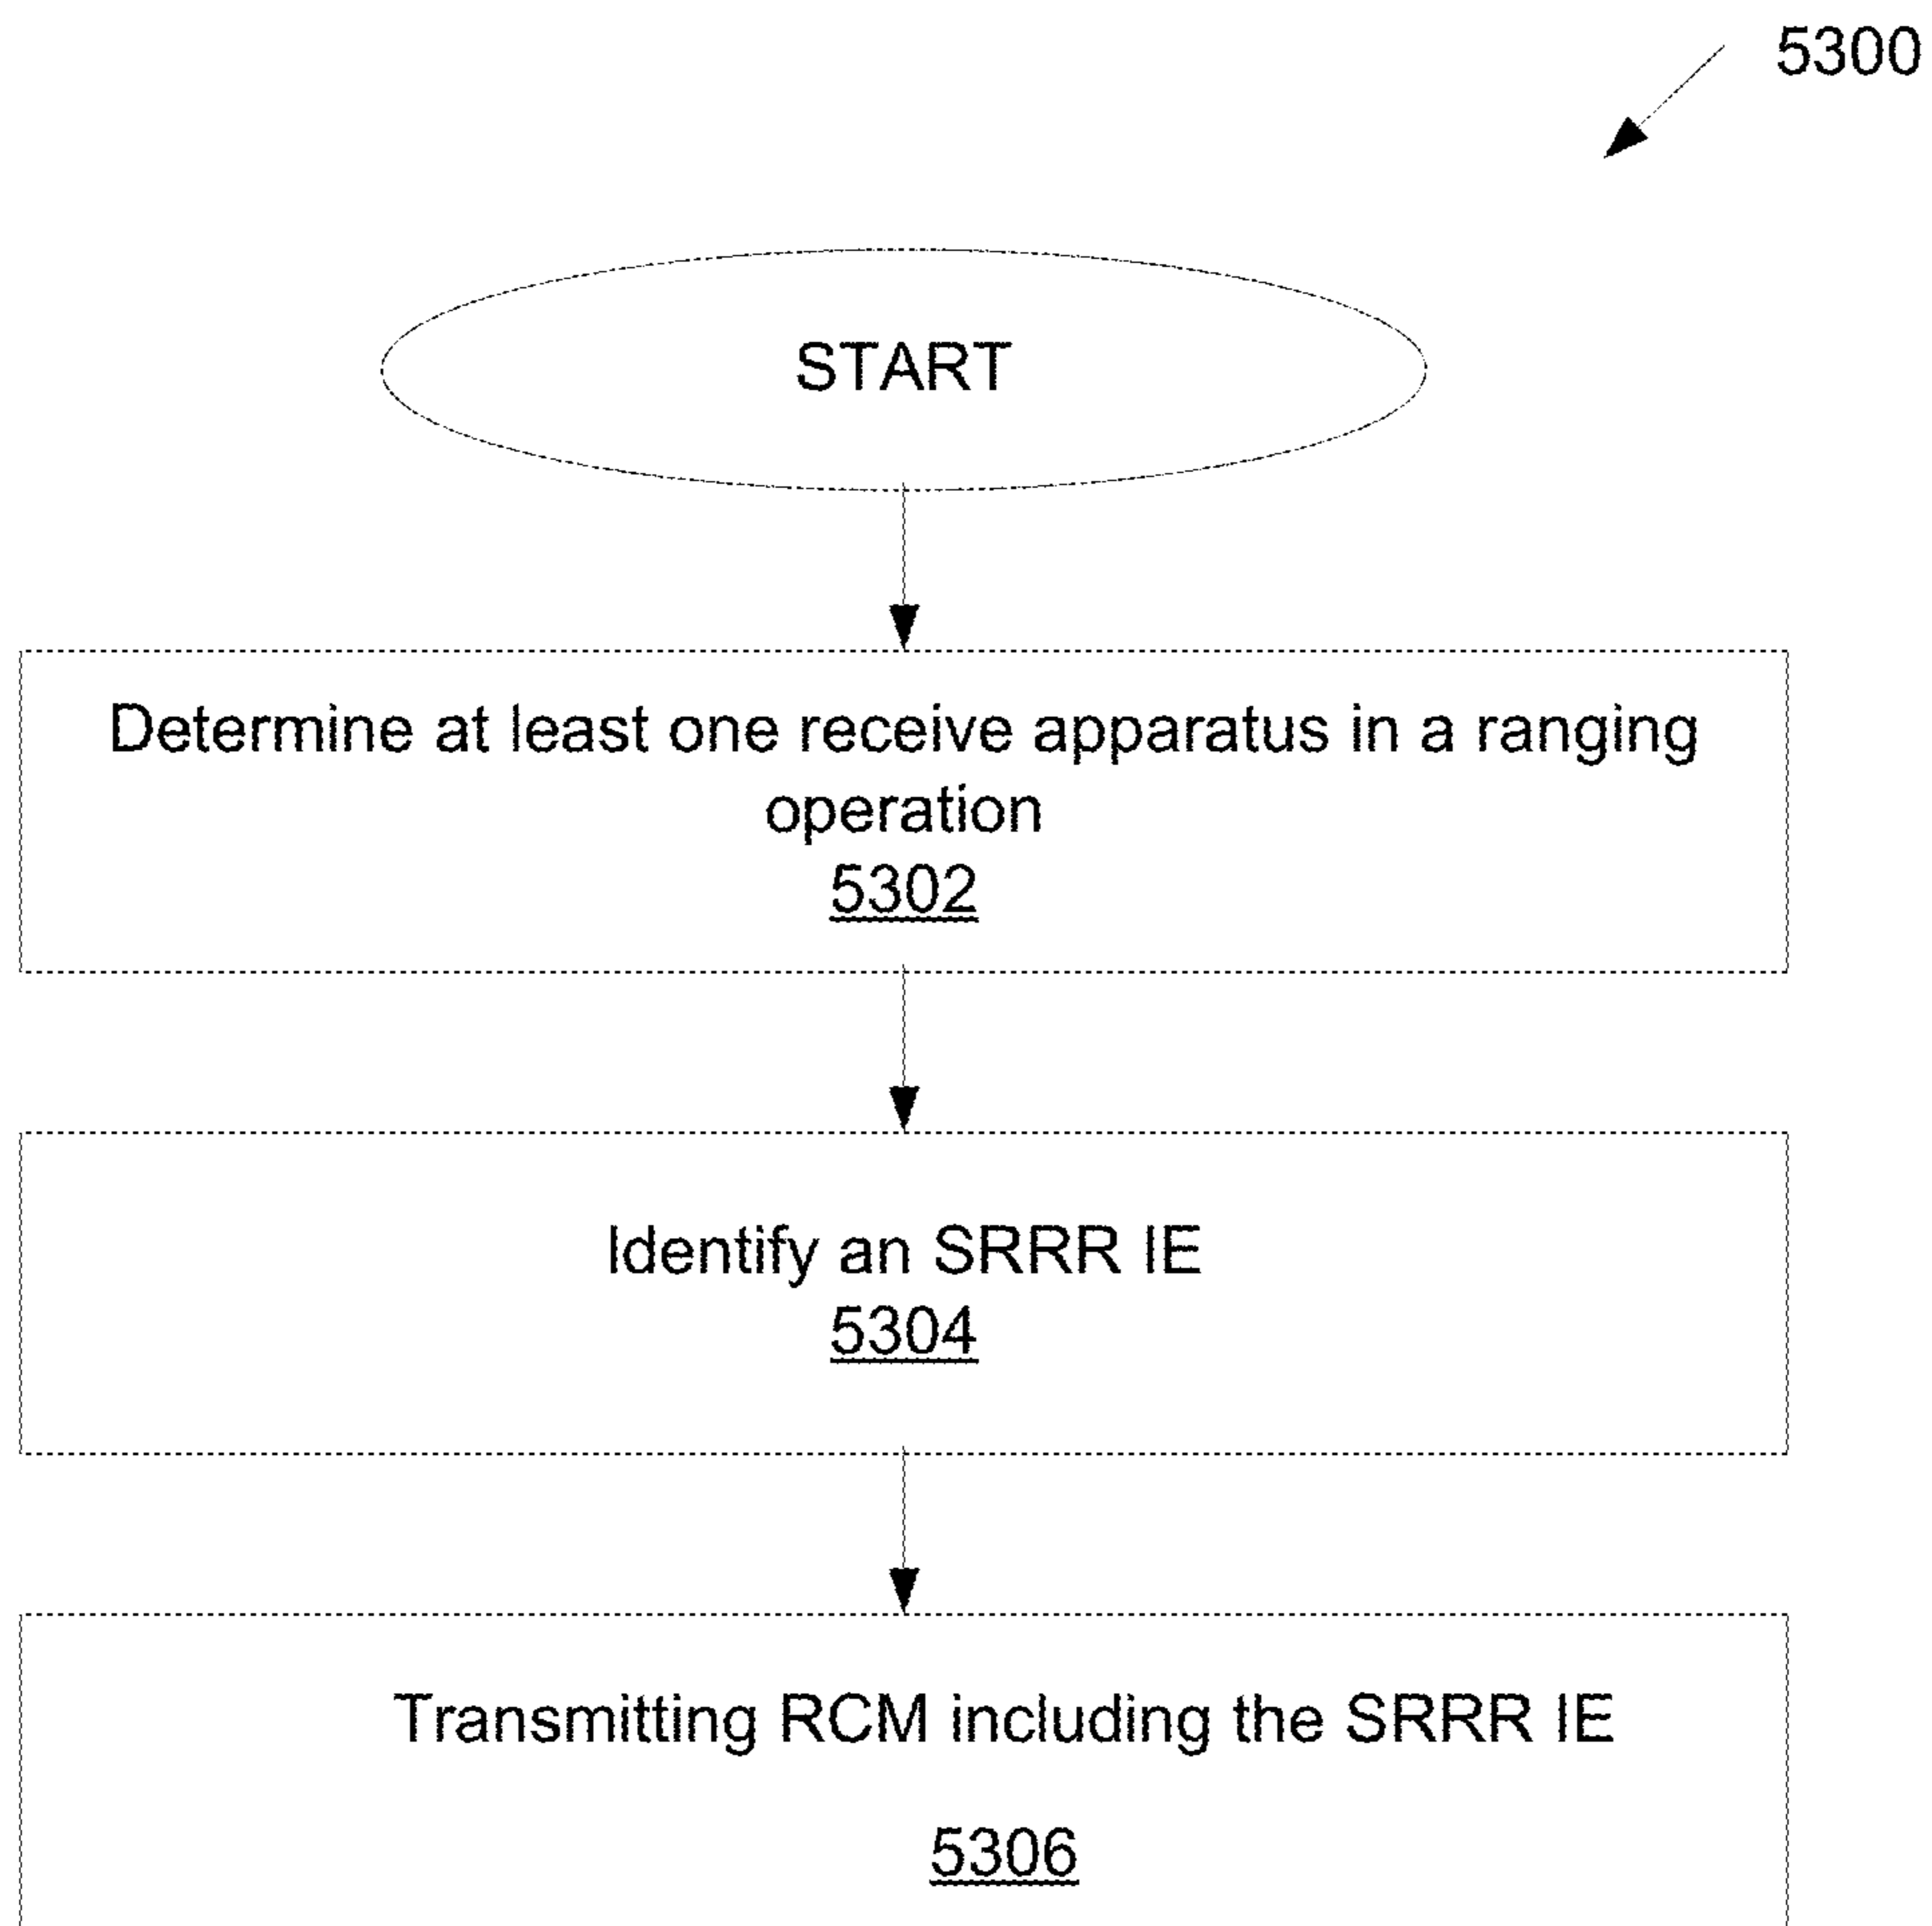 5300
START
Determine at least one receive apparatus in a ranging
operation
5302
Identify an SRRR IE
5304
Transmitting RCM including the SRRR IE
5306